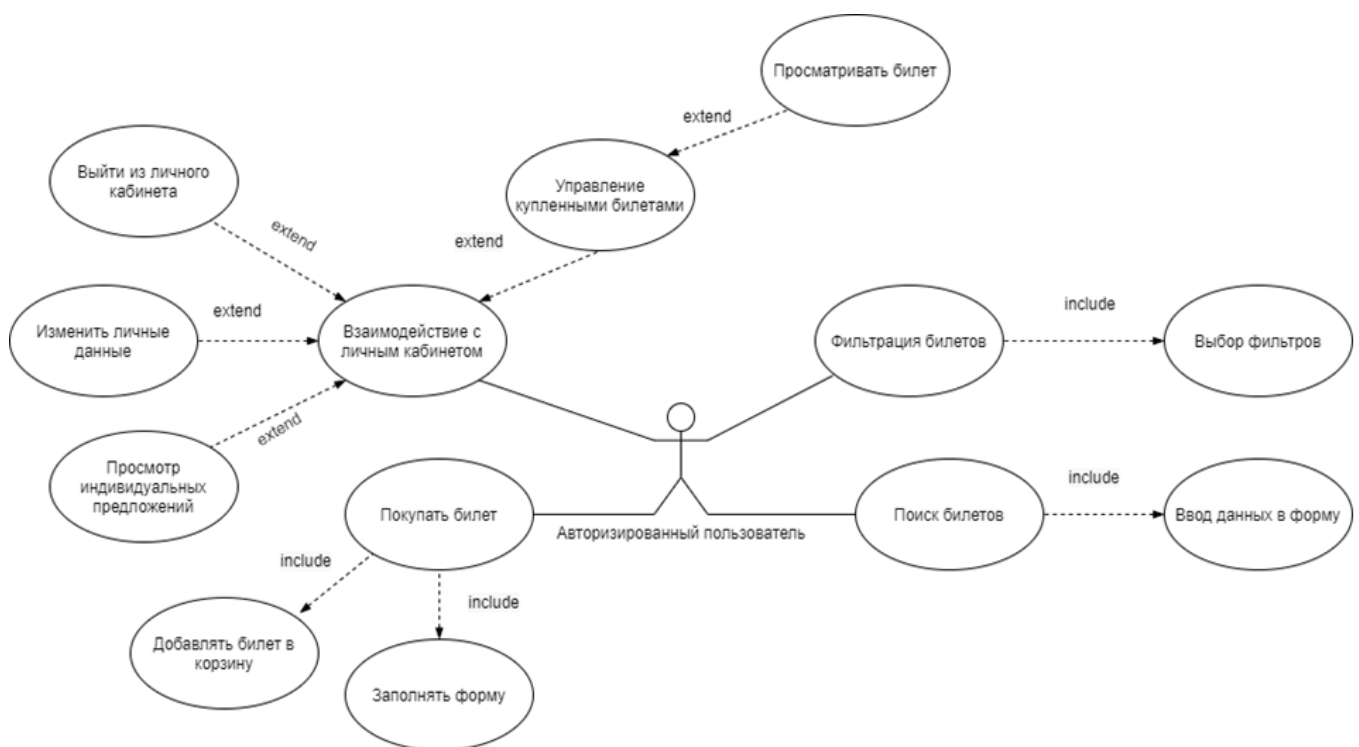 Просматривать билет
extend
Выйти из личного
кабинета
Управление
купленными билетами
extend
extend
Изменить личные
данные
extend
Взаимодействие с
личным кабинетом
Фильтрация билетов
include
Выбор фильтров
extend
Просмотр
индивидуальных
предложений
Покупать билет
Авторизированный пользователь
Поиск билетов
include
Ввод данных в форму
include
include
Добавлять билет в
корзину
Заполнять форму